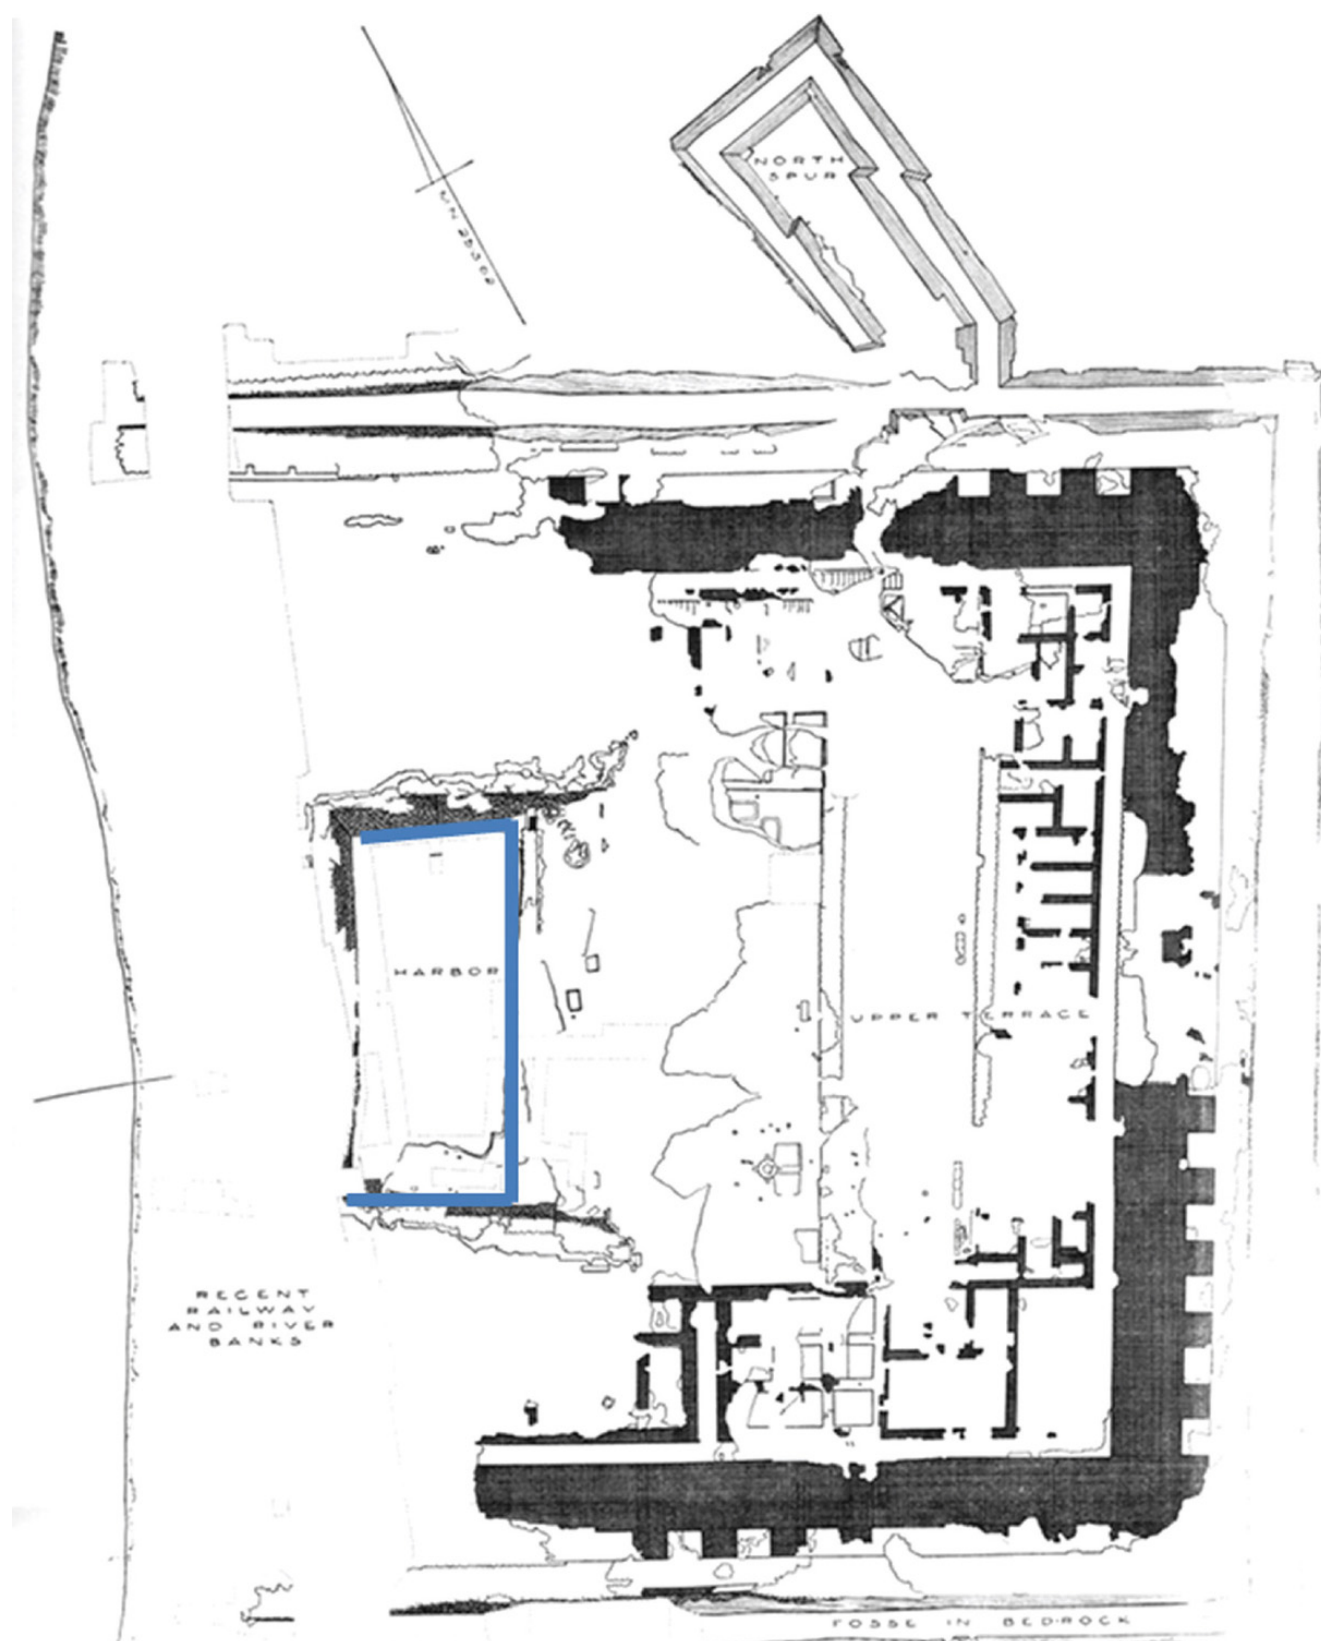 NORTH
SPUR
HARBOR
UPPER TERRACE
RECENT
RAILWAY
AND RIVER
BANKS
FOSSE IN BEDROCK